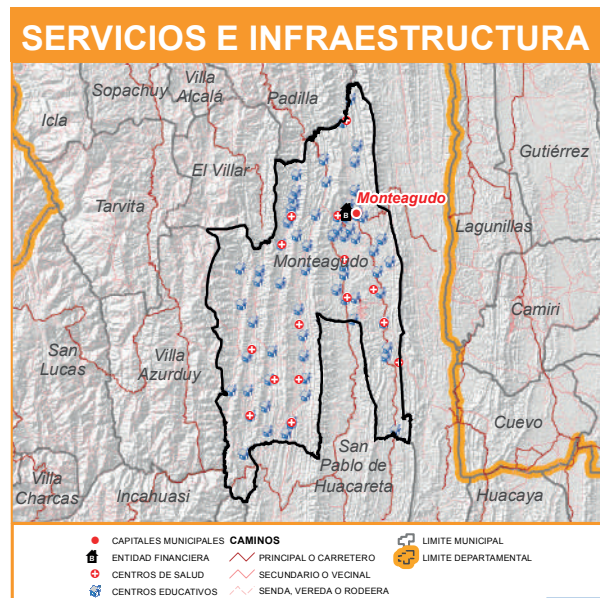 SERVICIOS E INFRAESTRUCTURA
Villa
Alcalá
Sopachuy
Padilla
Icla
Gutiérrez
El Villar
Tarvita
Monteagudo
Lagunillas
Monteagudo
Camiri
San
Lucas
Villa
Azurduy
Cuevo
San
Pablo de
Huacareta
Villa
Charcas
Incahuasi
Huacaya
CAPITALES MUNICIPALES
B ENTIDAD FINANCIERA
CENTROS DE SALUD
CENTROS EDUCATIVOS
CAMINOS
PRINCIPAL O CARRETERO
SECUNDARIO O VECINAL
SENDA, VEREDA O RODEERA
LIMITE MUNICIPAL
LIMITE DEPARTAMENTAL